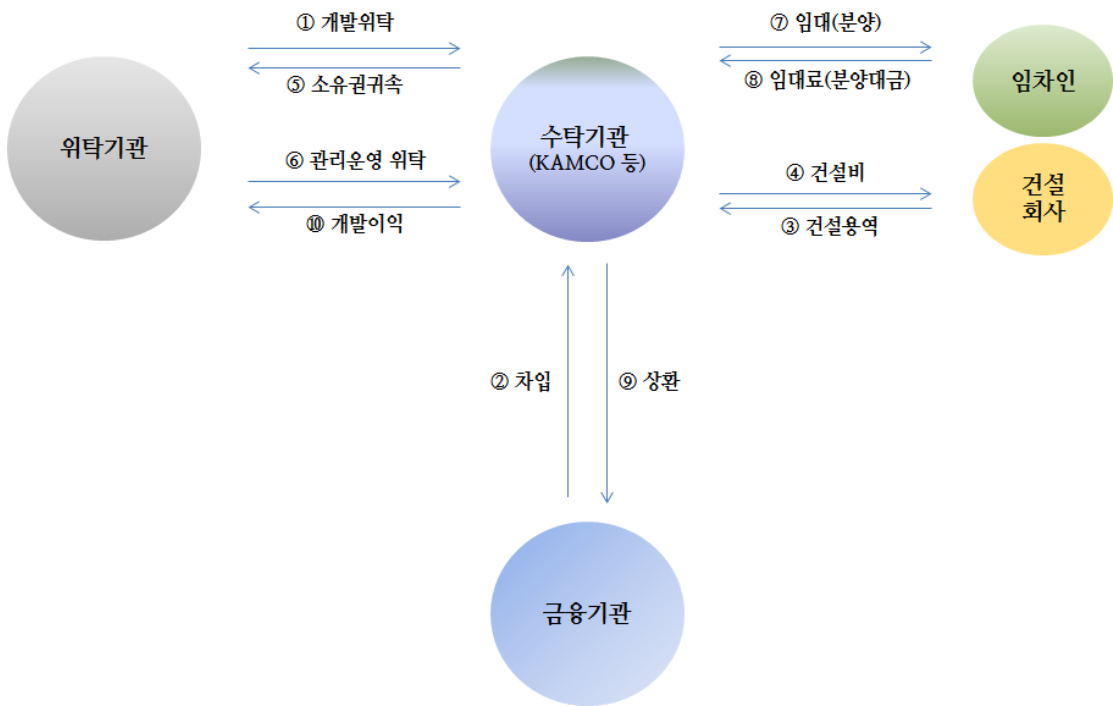 ① 개발위탁
⑤ 소유권귀속
⑦ 임대(분양)
⑧ 임대료(분양대금)
임차인
위탁기관
수탁기관
(KAMCO 등)
⑥ 관리운영 위탁
⑩ 개발이익
④ 건설비
③ 건설용역
건설
회사
② 차입
⑨ 상환
금융기관